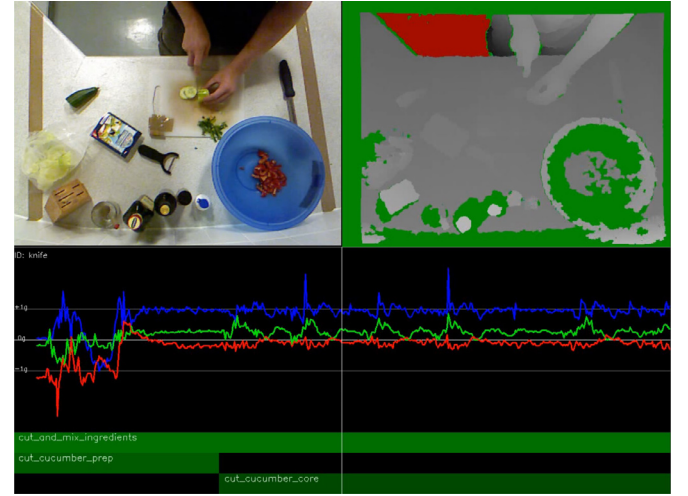 ID: knife
+1g
0g
-1g
cut_and_mix_ingredients
cut_cucumber_prep
cut_cucumber_core